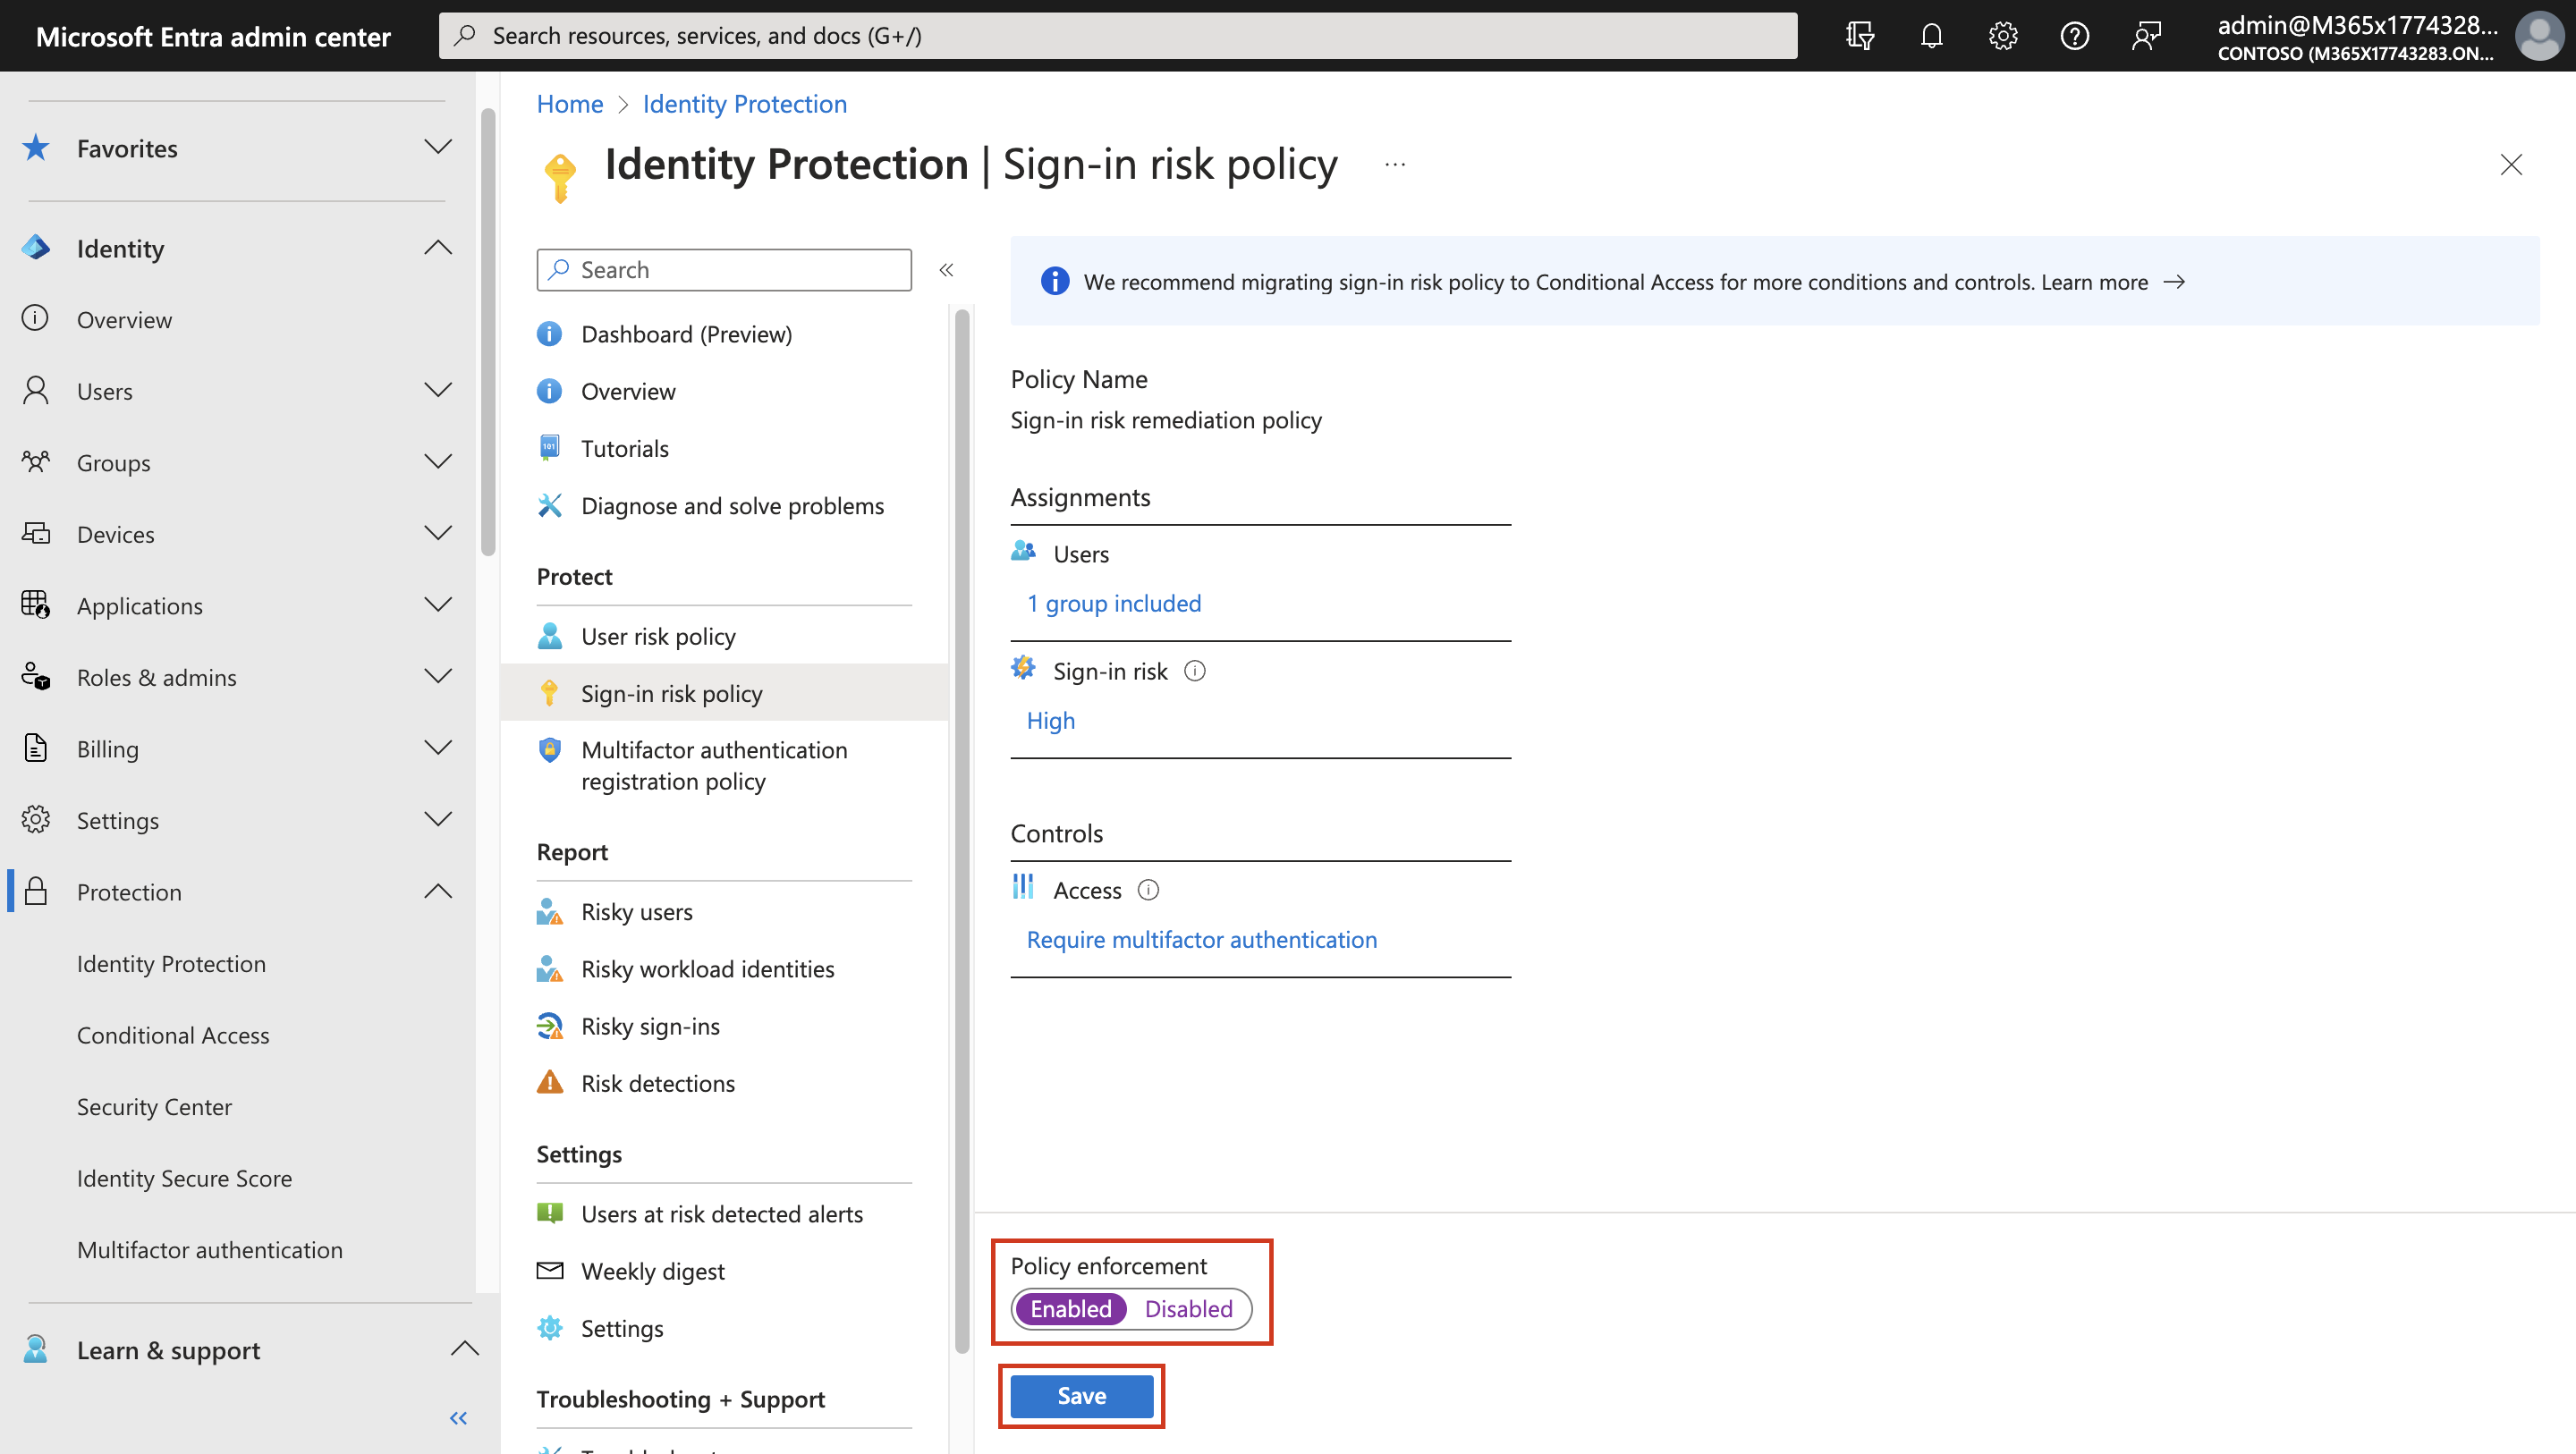 Microsoft Entra admin center
Search resources, services, and docs (G+/)
admin@M365x1774328...
CONTOSO (M365X17743283.ON...
Favorites
Identity
Overview
Users
Groups
Devices
Applications
Roles & admins
Billing
Settings
Protection
Identity Protection
Conditional Access
Security Center
Identity Secure Score
Multifactor authentication
Learn & support
Home > Identity Protection
Identity Protection | Sign-in risk policy ...
Search
Dashboard (Preview)
Overview
Tutorials
Diagnose and solve problems
Protect
User risk policy
Sign-in risk policy
Multifactor authentication
registration policy
Report
Risky users
Risky workload identities
Risky sign-ins
Risk detections
Settings
Users at risk detected alerts
Weekly digest
Settings
Troubleshooting + Support
We recommend migrating sign-in risk policy to Conditional Access for more conditions and controls. Learn more →
Policy Name
Sign-in risk remediation policy
Assignments
Users
1 group included
Sign-in risk
High
Controls
Access
Require multifactor authentication
Policy enforcement
Enabled Disabled
Save